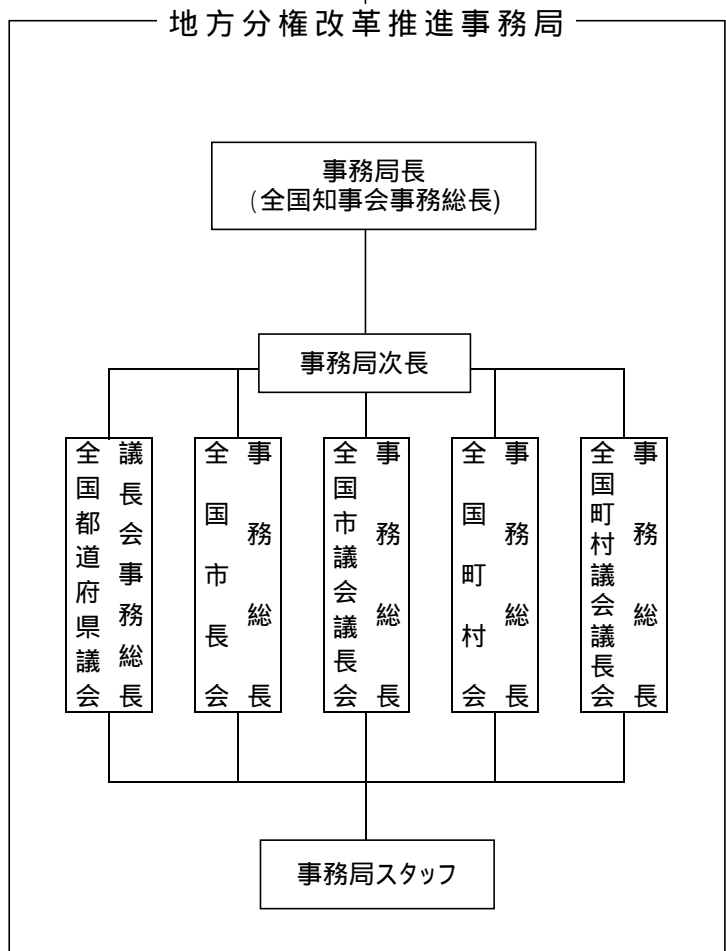 地方分権改革推進事務局
事務局長
(全国知事会事務総長)
事務局次長
全国都道府県議会
議長会事務総長
全国市長会
事務総長
全国市議会議長会
事務総長
全国町村会
事務総長
全国町村議会議長会
事務総長
事務局スタッフ